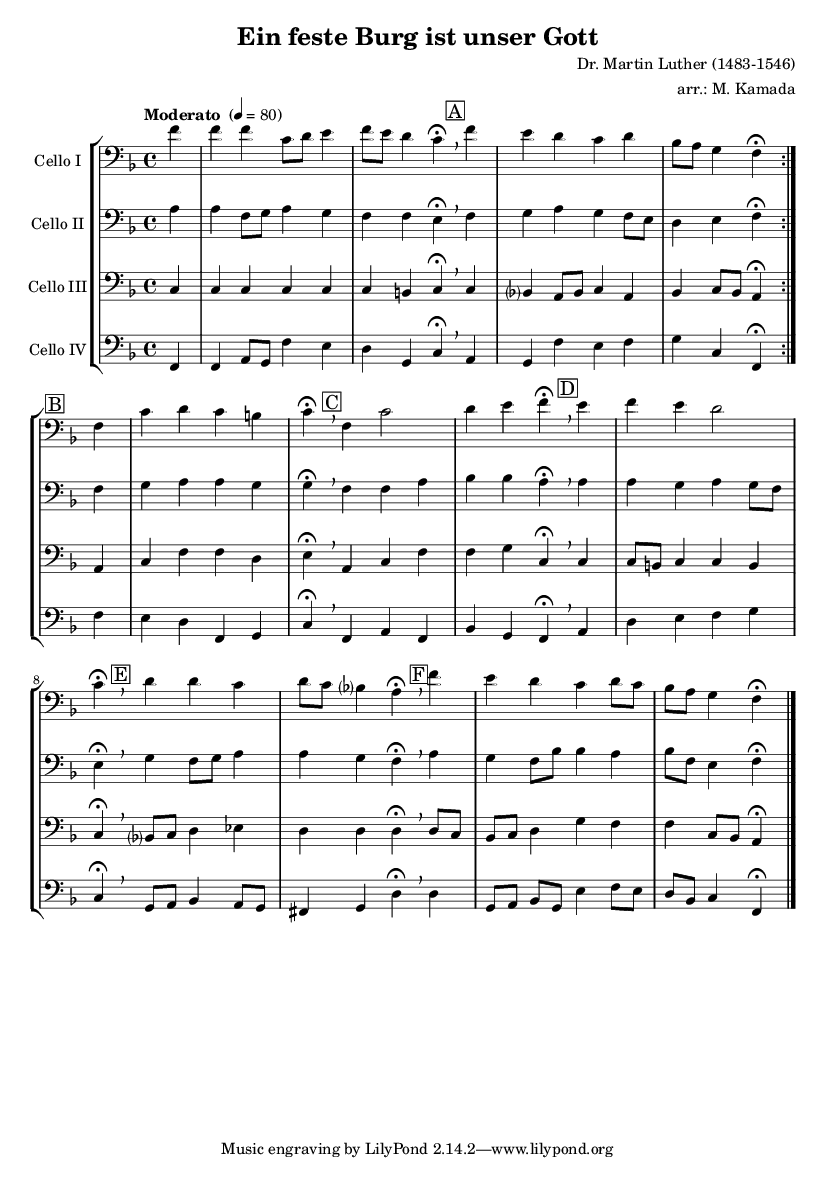 Ein feste Burg ist unser Gott
Dr. Martin Luther (1483-1546)
arr.: M. Kamada
Moderato (♩= 80)
A
Cello I
Cello II
Cello III
Cello IV
B
C
D
8
E
F
Music engraving by LilyPond 2.14.2—www.lilypond.org